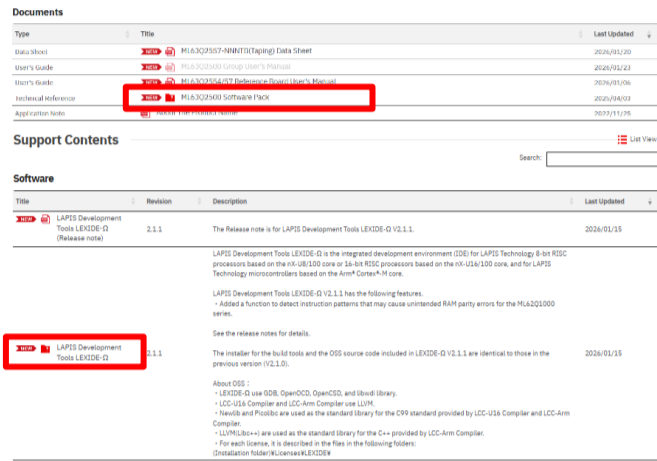 Documents
Type Title Last Updated
Data Sheet NEW ML63Q2557-NNNTB(Taping) Data Sheet 2026/01/20
User's Guide NEW ML63Q2500 Group User's Manual 2026/01/23
User's Guide NEW ML63Q2554/57 Reference Board User's Manual 2026/01/06
Technical Reference NEW ML63Q2500 Software Pack 2026/04/03
Application Note About The Product Name 2022/11/25
Support Contents List View
Search:
Software
Title Revision Description Last Updated
NEW LAPIS Development
Tools LEXIDE-Ω 2.1.1 The Release note is for LAPIS Development Tools LEXIDE-Ω V2.1.1. 2026/01/15
(Release note)
LAPIS Development Tools LEXIDE-Ω is the integrated development environment (IDE) for LAPIS Technology 8-bit RISC
processors based on the nX-U8/100 core or 16-bit RISC processors based on the nX-U16/100 core, and for LAPIS
Technology microcontrollers based on the Arm® Cortex®-M core.
LAPIS Development Tools LEXIDE-Ω V2.1.1 has the following features.
・Added a function to detect instruction patterns that may cause unintended RAM parity errors for the ML62Q1000
series.
See the release notes for details.
NEW LAPIS Development
Tools LEXIDE-Ω 2.1.1 The installer for the build tools and the OSS source code included in LEXIDE-Ω V2.1.1 are identical to those in the 2026/01/15
previous version (V2.1.0).
About OSS :
・LEXIDE-Ω use GDB, OpenOCD, OpenCSD, and libwdi library.
・LCC-U16 Compiler and LCC-Arm Compiler use LLVM.
・Newlib and Picolibc are used as the standard library for the C99 standard provided by LCC-U16 Compiler and LCC-Arm
Compiler.
・LLVM(Libc++) are used as the standard library for the C++ provided by LCC-Arm Compiler.
・For each license, it is described in the files in the following folders:
(Installation folder)¥Licenses¥LEXIDE¥